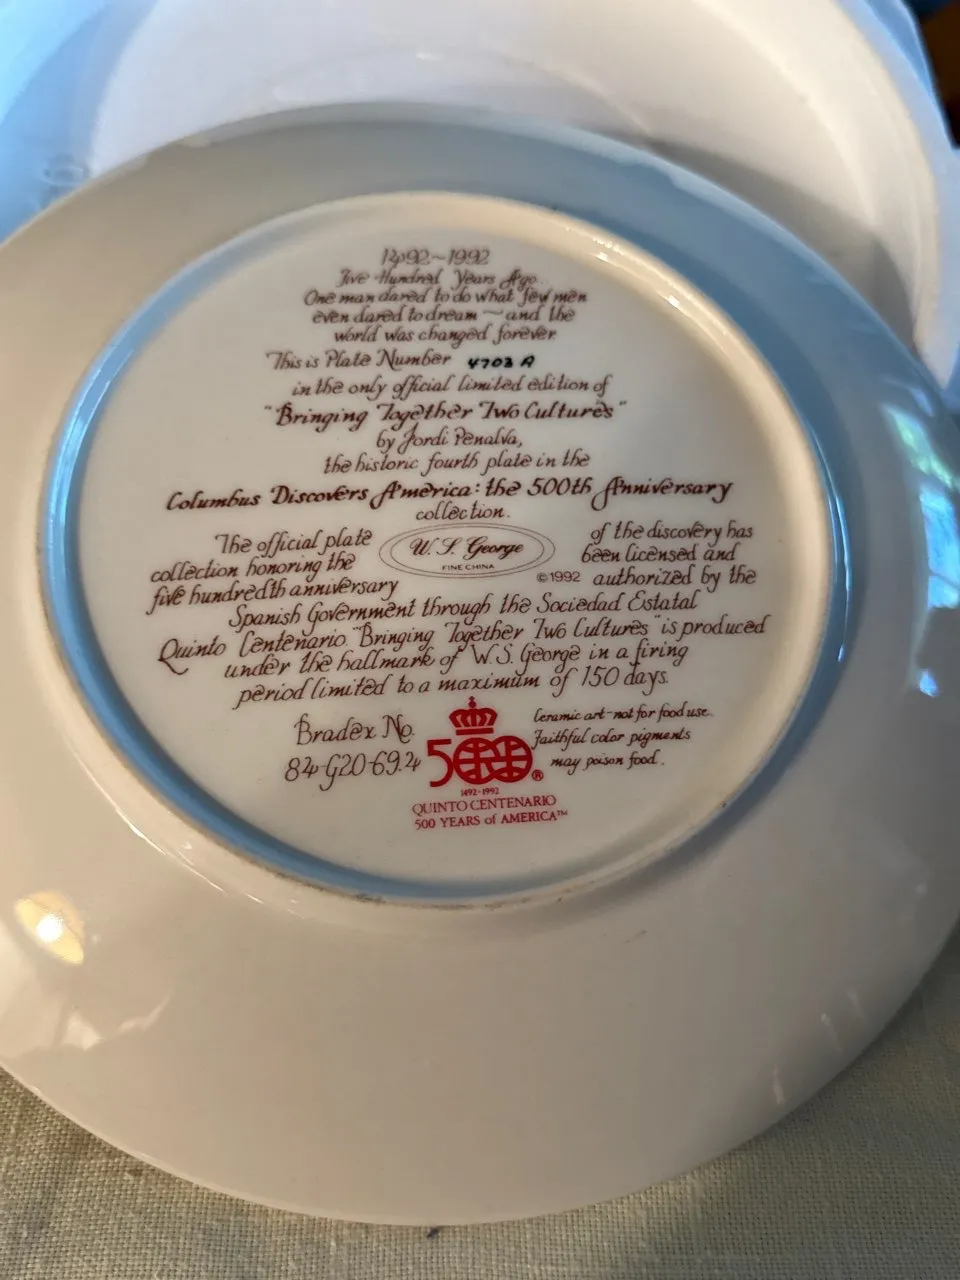 1492~1992
Five Hundred Years Ago
One man dared to do what few men
even dared to dream ~ and the
world was changed forever
This is Plate Number 4703 A
in the only official limited edition of
"Bringing Together Two Cultures"
by Jordi Penalva,
the historic fourth plate in the
Columbus Discovers America: the 500th Anniversary
collection.
The official plate
collection honoring the
five hundredth anniversary
W.S. George
FINE CHINA
©1992
of the discovery has
been licensed and
authorized by the
Spanish Government through the Sociedad Estatal
Quinto Centenario. "Bringing Together Two Cultures" is produced
under the hallmark of W.S. George in a firing
period limited to a maximum of 150 days.
Bradex No.
84-G20-69.4
500®
1492-1992
QUINTO CENTENARIO
500 YEARS of AMERICA™
Ceramic art-not for food use.
Faithful color pigments
may poison food.